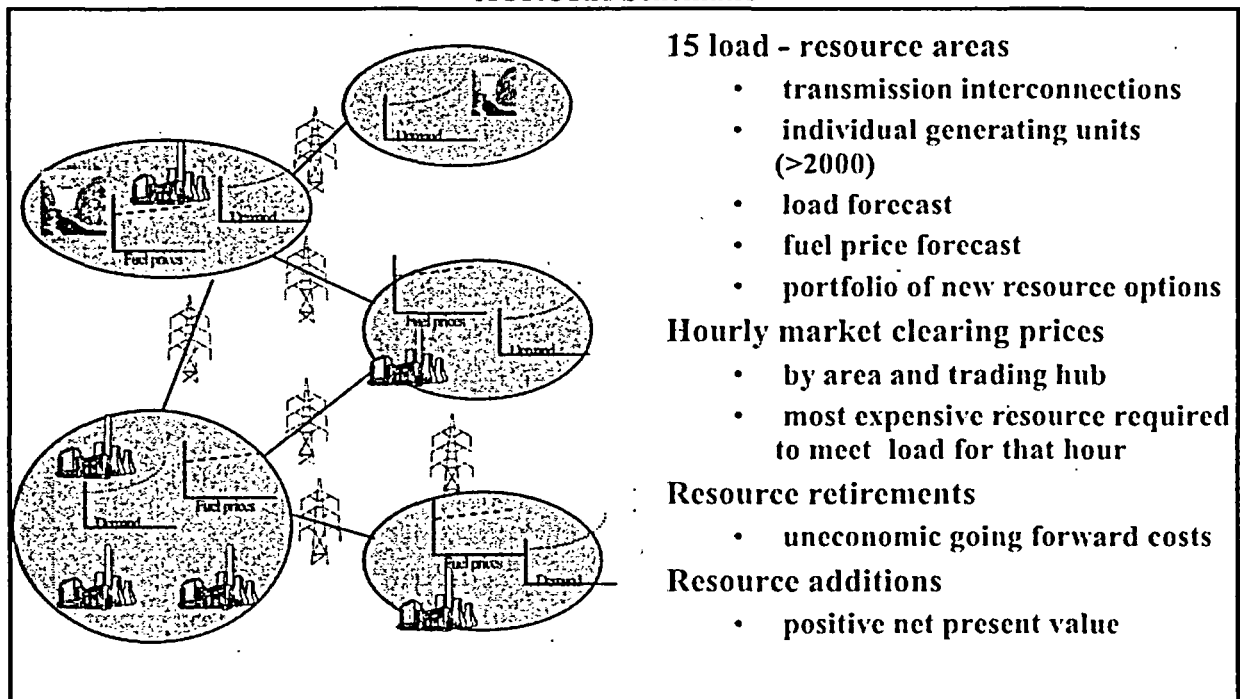 Demand
Demand
Fuel prices
Fuel prices
Demand
Fuel prices
Demand
Fuel prices
Demand
15 load - resource areas
• transmission interconnections
• individual generating units
(>2000)
• load forecast
• fuel price forecast
• portfolio of new resource options
Hourly market clearing prices
• by area and trading hub
• most expensive resource required
to meet load for that hour
Resource retirements
• uneconomic going forward costs
Resource additions
• positive net present value